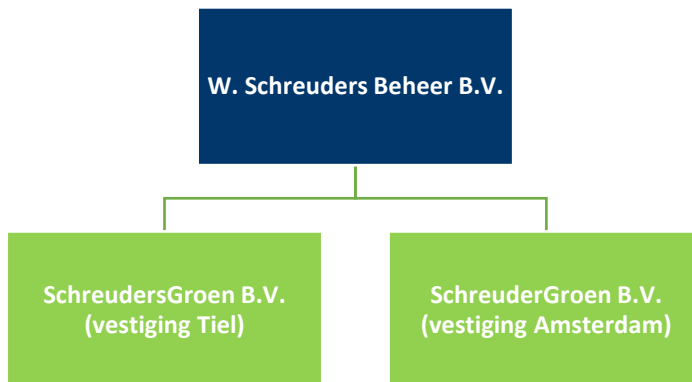 W. Schreuders Beheer B.V.
SchreudersGroen B.V.
(vestiging Tiel)
SchreuderGroen B.V.
(vestiging Amsterdam)